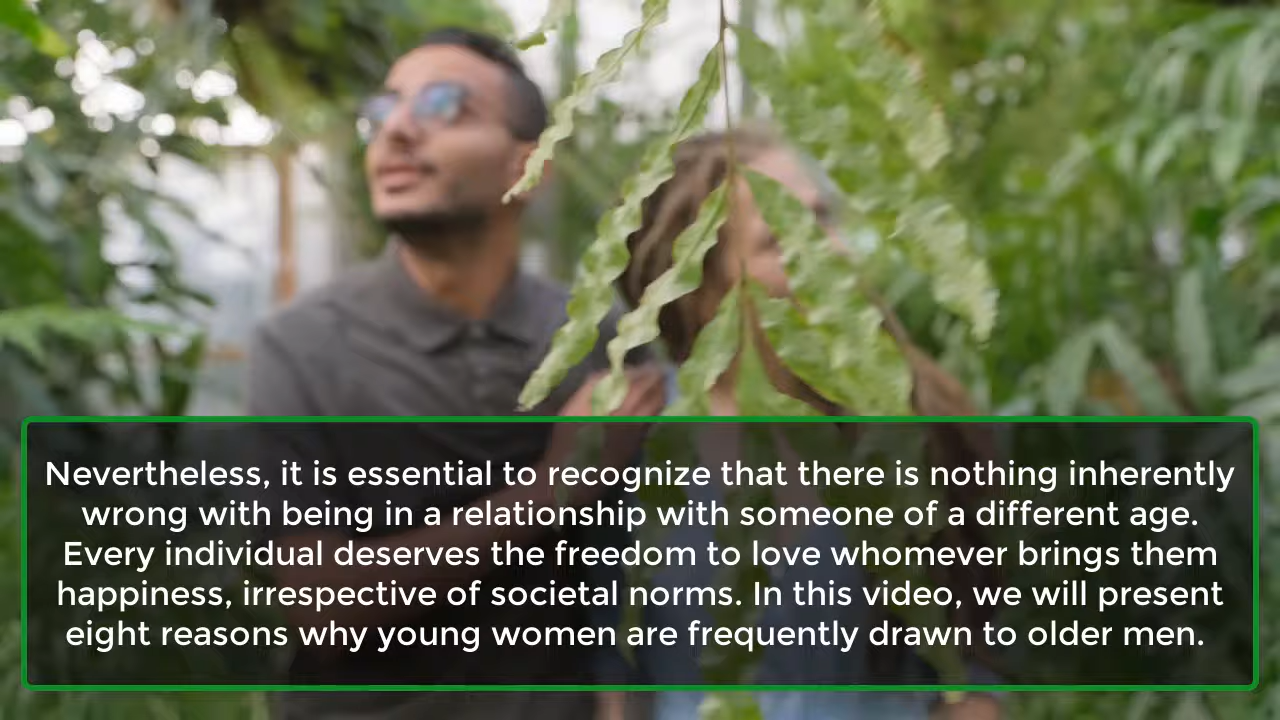 Nevertheless, it is essential to recognize that there is nothing inherently
wrong with being in a relationship with someone of a different age.
Every individual deserves the freedom to love whomever brings them
happiness, irrespective of societal norms. In this video, we will present
eight reasons why young women are frequently drawn to older men.